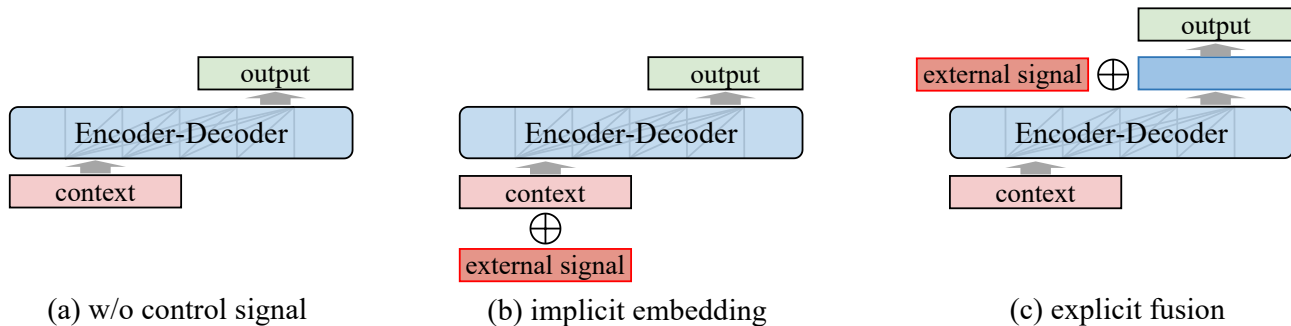 output
Encoder-Decoder
context
(a) w/o control signal
output
Encoder-Decoder
context
external signal
(b) implicit embedding
output
external signal
Encoder-Decoder
context
(c) explicit fusion